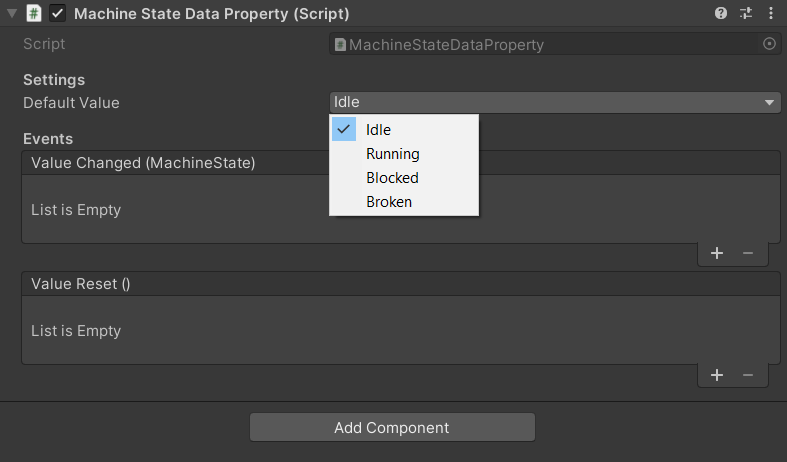 Machine State Data Property (Script)
Script
MachineStateDataProperty
Settings
Default Value
Idle
Idle
Running
Blocked
Broken
Events
Value Changed (MachineState)
List is Empty
Value Reset ()
List is Empty
Add Component